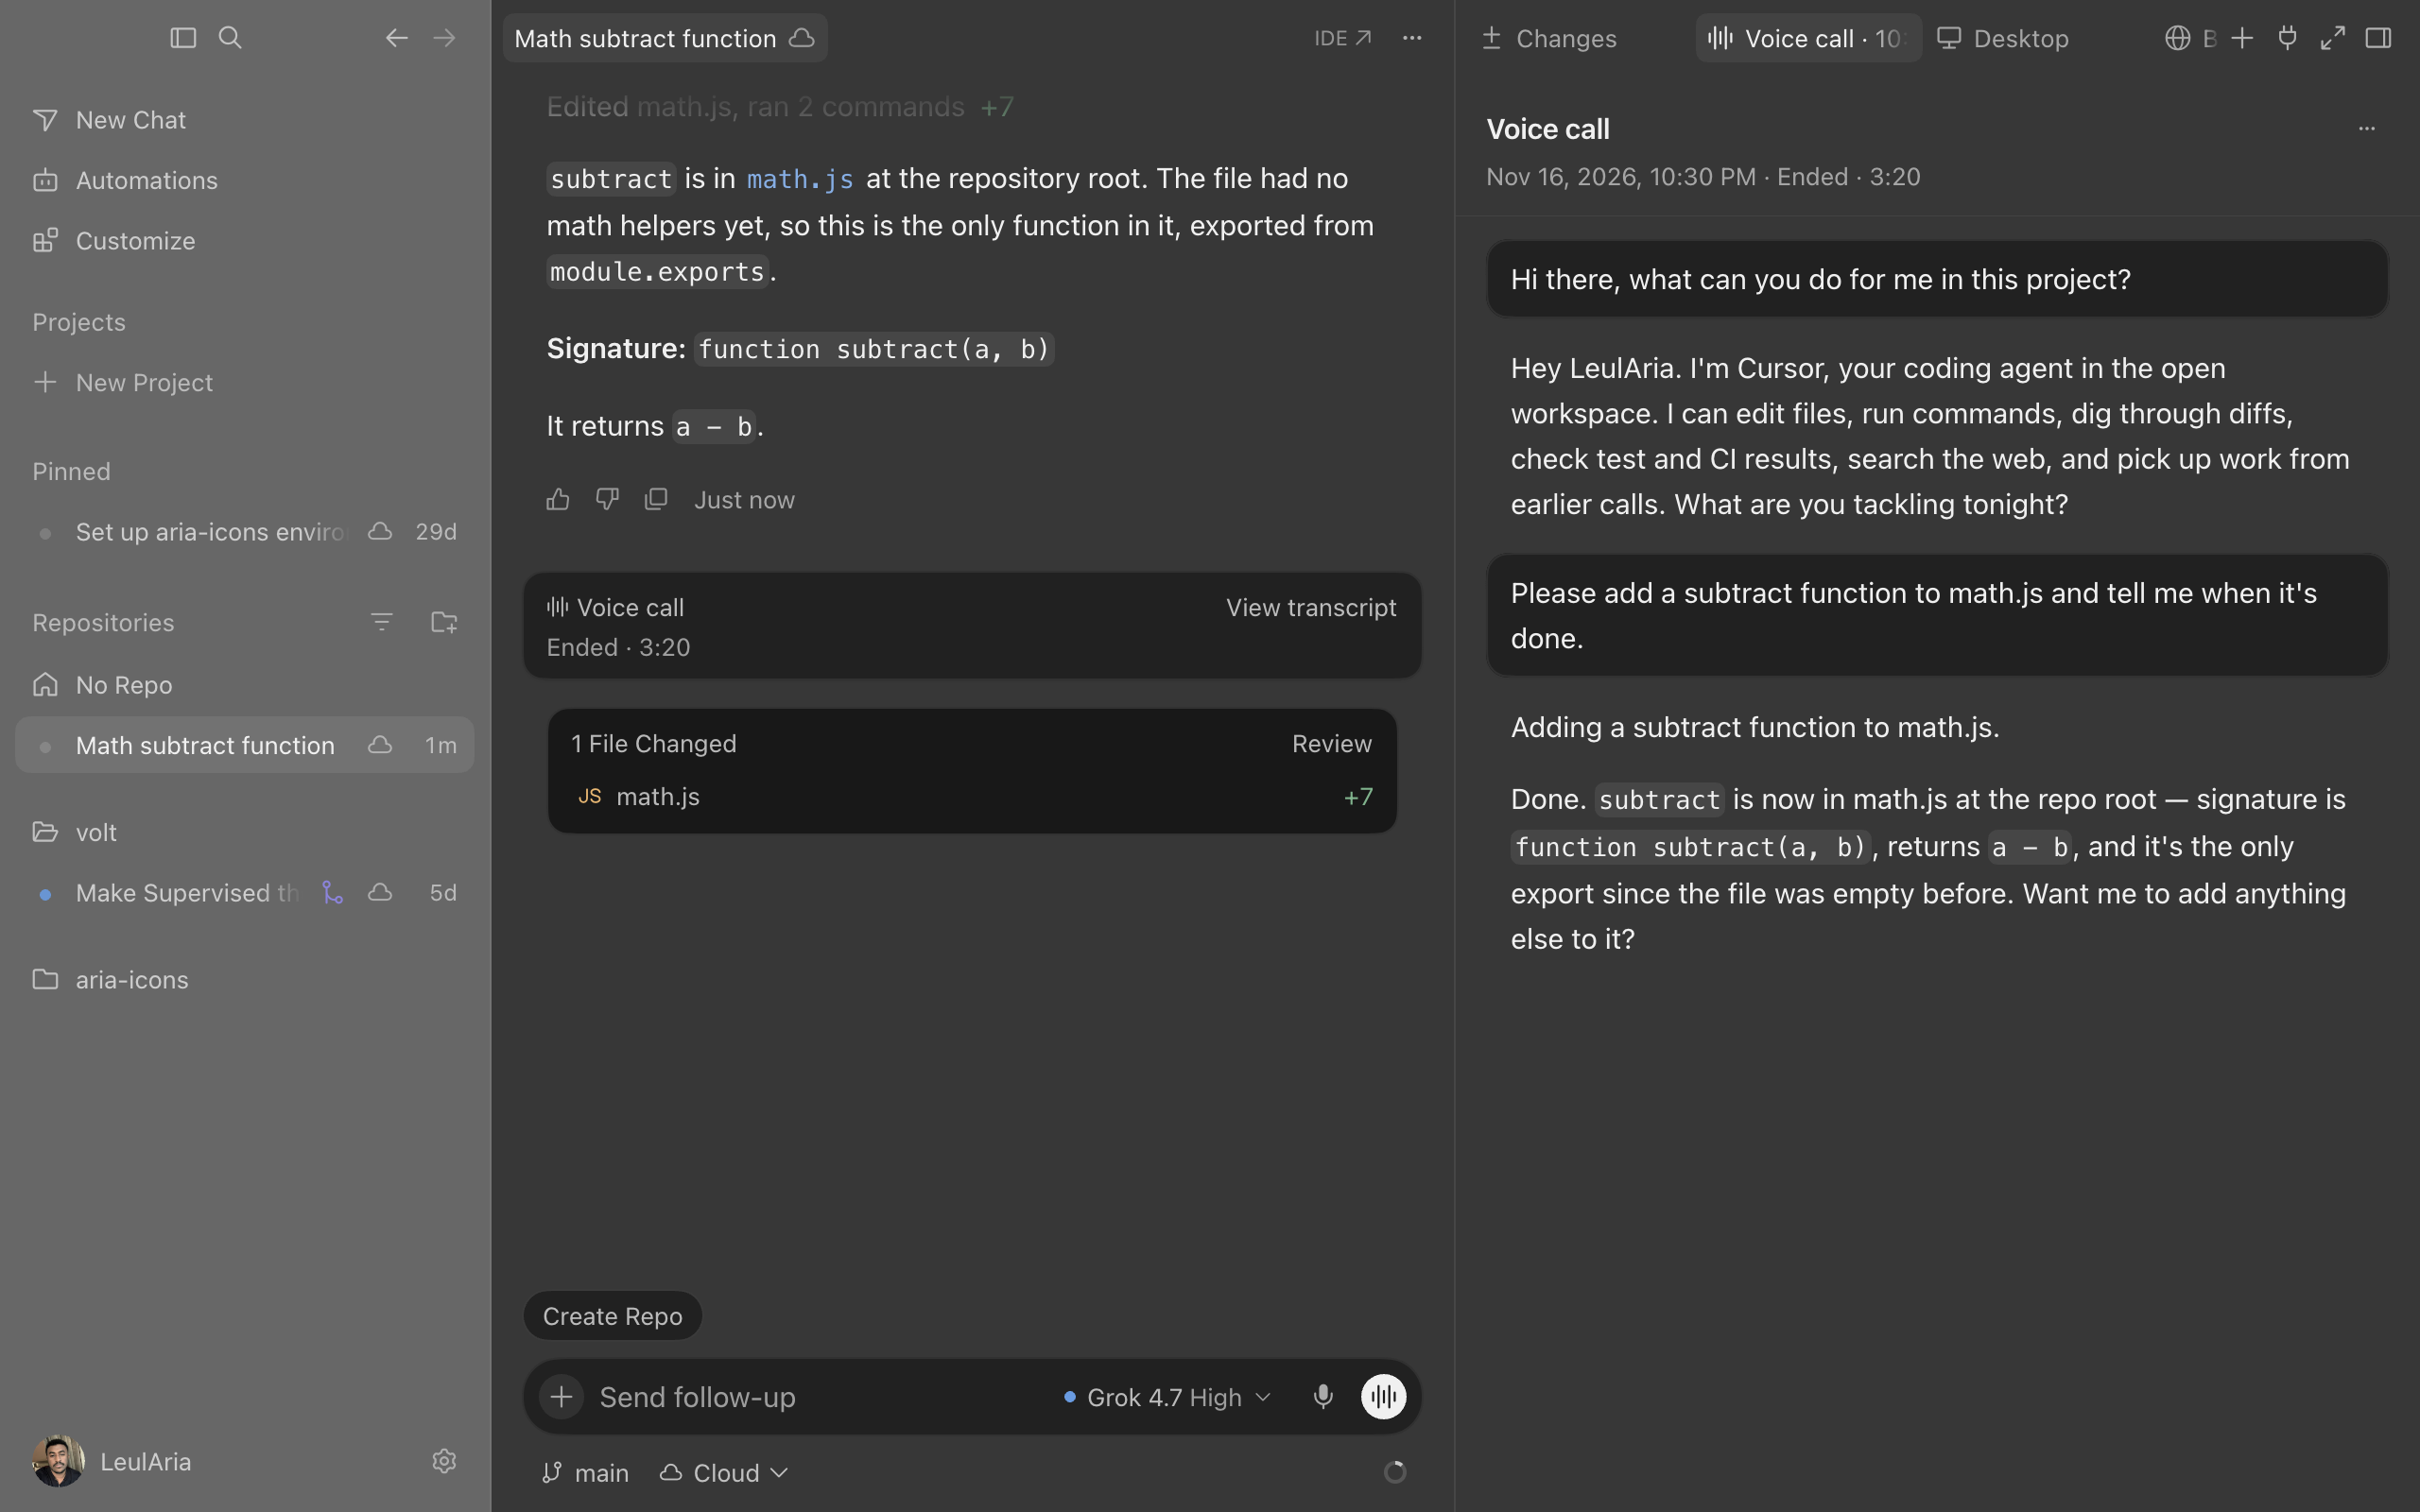 New Chat
Automations
Customize
Projects
New Project
Pinned
Set up aria-icons enviro
29d
Repositories
No Repo
Math subtract function
1m
volt
Make Supervised th
5d
aria-icons
LeulAria
Math subtract function
IDE
Edited math.js, ran 2 commands +7
subtract is in math.js at the repository root. The file had no
math helpers yet, so this is the only function in it, exported from
module.exports.
Signature: function subtract(a, b)
It returns a - b.
Just now
Voice call
View transcript
Ended · 3:20
1 File Changed
Review
JS math.js
+7
Create Repo
Send follow-up
Grok 4.7 High
main
Cloud
Changes
Voice call · 10
Desktop
B
Voice call
Nov 16, 2026, 10:30 PM · Ended · 3:20
Hi there, what can you do for me in this project?
Hey LeulAria. I'm Cursor, your coding agent in the open
workspace. I can edit files, run commands, dig through diffs,
check test and CI results, search the web, and pick up work from
earlier calls. What are you tackling tonight?
Please add a subtract function to math.js and tell me when it's
done.
Adding a subtract function to math.js.
Done. subtract is now in math.js at the repo root — signature is
function subtract(a, b), returns a - b, and it's the only
export since the file was empty before. Want me to add anything
else to it?